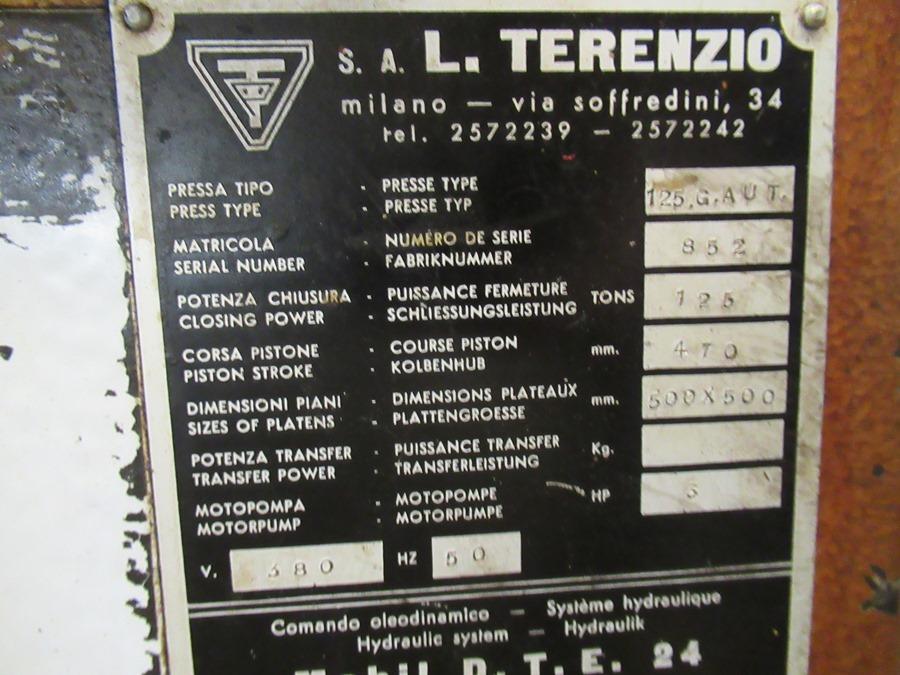 S. A. L. TERENZIO
milano — via soffredini, 34
tel. 2572239 — 2572242
PRESSA TIPO - PRESSE TYPE
PRESS TYPE - PRESSE TYP
125.G.AUT.
MATRICOLA - NUMÉRO DE SERIE
SERIAL NUMBER - FABRIKNUMMER
852
POTENZA CHIUSURA - PUISSANCE FERMETURE
CLOSING POWER - SCHLIESSUNGSLEISTUNG
TONS 125
CORSA PISTONE - COURSE PISTON
PISTON STROKE - KOLBENHUB
mm. 470
DIMENSIONI PIANI - DIMENSIONS PLATEAUX
SIZES OF PLATENS - PLATTENGROESSE
mm. 500X500
POTENZA TRANSFER - PUISSANCE TRANSFER
TRANSFER POWER - TRANSFERLEISTUNG
Kg.
MOTOPOMPA - MOTOPOMPE
MOTORPUMP - MOTORPUMPE
HP
V. 380 HZ 50
Comando oleodinamico — Système hydraulique
Hydraulic system — Hydraulik
Mobil D. T. E. 24